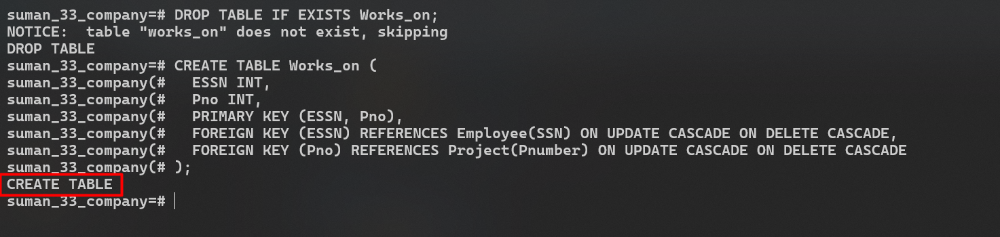 suman_33_company=# DROP TABLE IF EXISTS Works_on;
NOTICE:  table "works_on" does not exist, skipping
DROP TABLE
suman_33_company=# CREATE TABLE Works_on (
suman_33_company(#   ESSN INT,
suman_33_company(#   Pno INT,
suman_33_company(#   PRIMARY KEY (ESSN, Pno),
suman_33_company(#   FOREIGN KEY (ESSN) REFERENCES Employee(SSN) ON UPDATE CASCADE ON DELETE CASCADE,
suman_33_company(#   FOREIGN KEY (Pno) REFERENCES Project(Pnumber) ON UPDATE CASCADE ON DELETE CASCADE
suman_33_company(# );
CREATE TABLE
suman_33_company=#